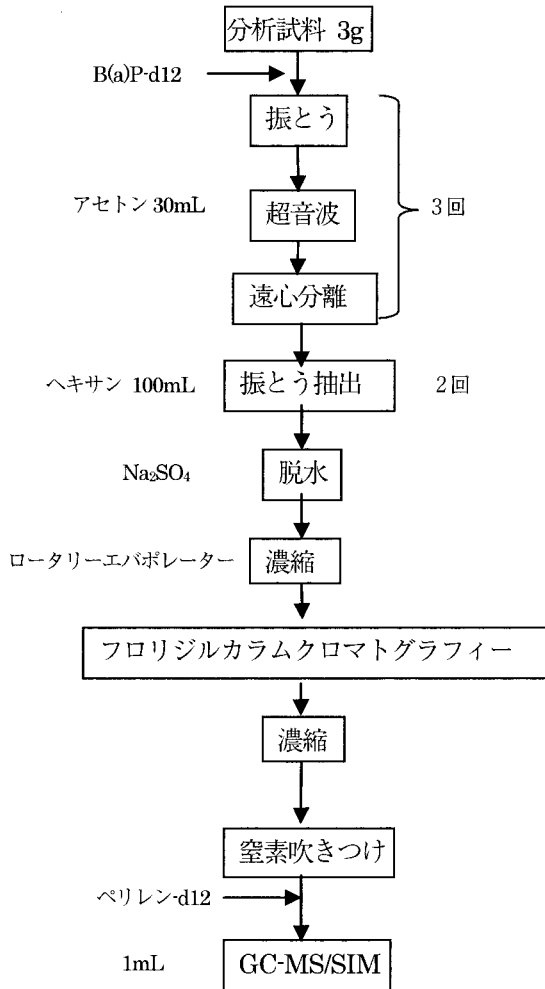 分析試料 3g
B(a)P-d12
振とう
アセトン 30mL
超音波
3回
遠心分離
ヘキサン 100mL
振とう抽出
2回
Na₂SO₄
脱水
ロータリーエバポレーター
濃縮
フロリジルカラムクロマトグラフィー
濃縮
窒素吹きつけ
ペリレン-d12
1mL
GC-MS/SIM